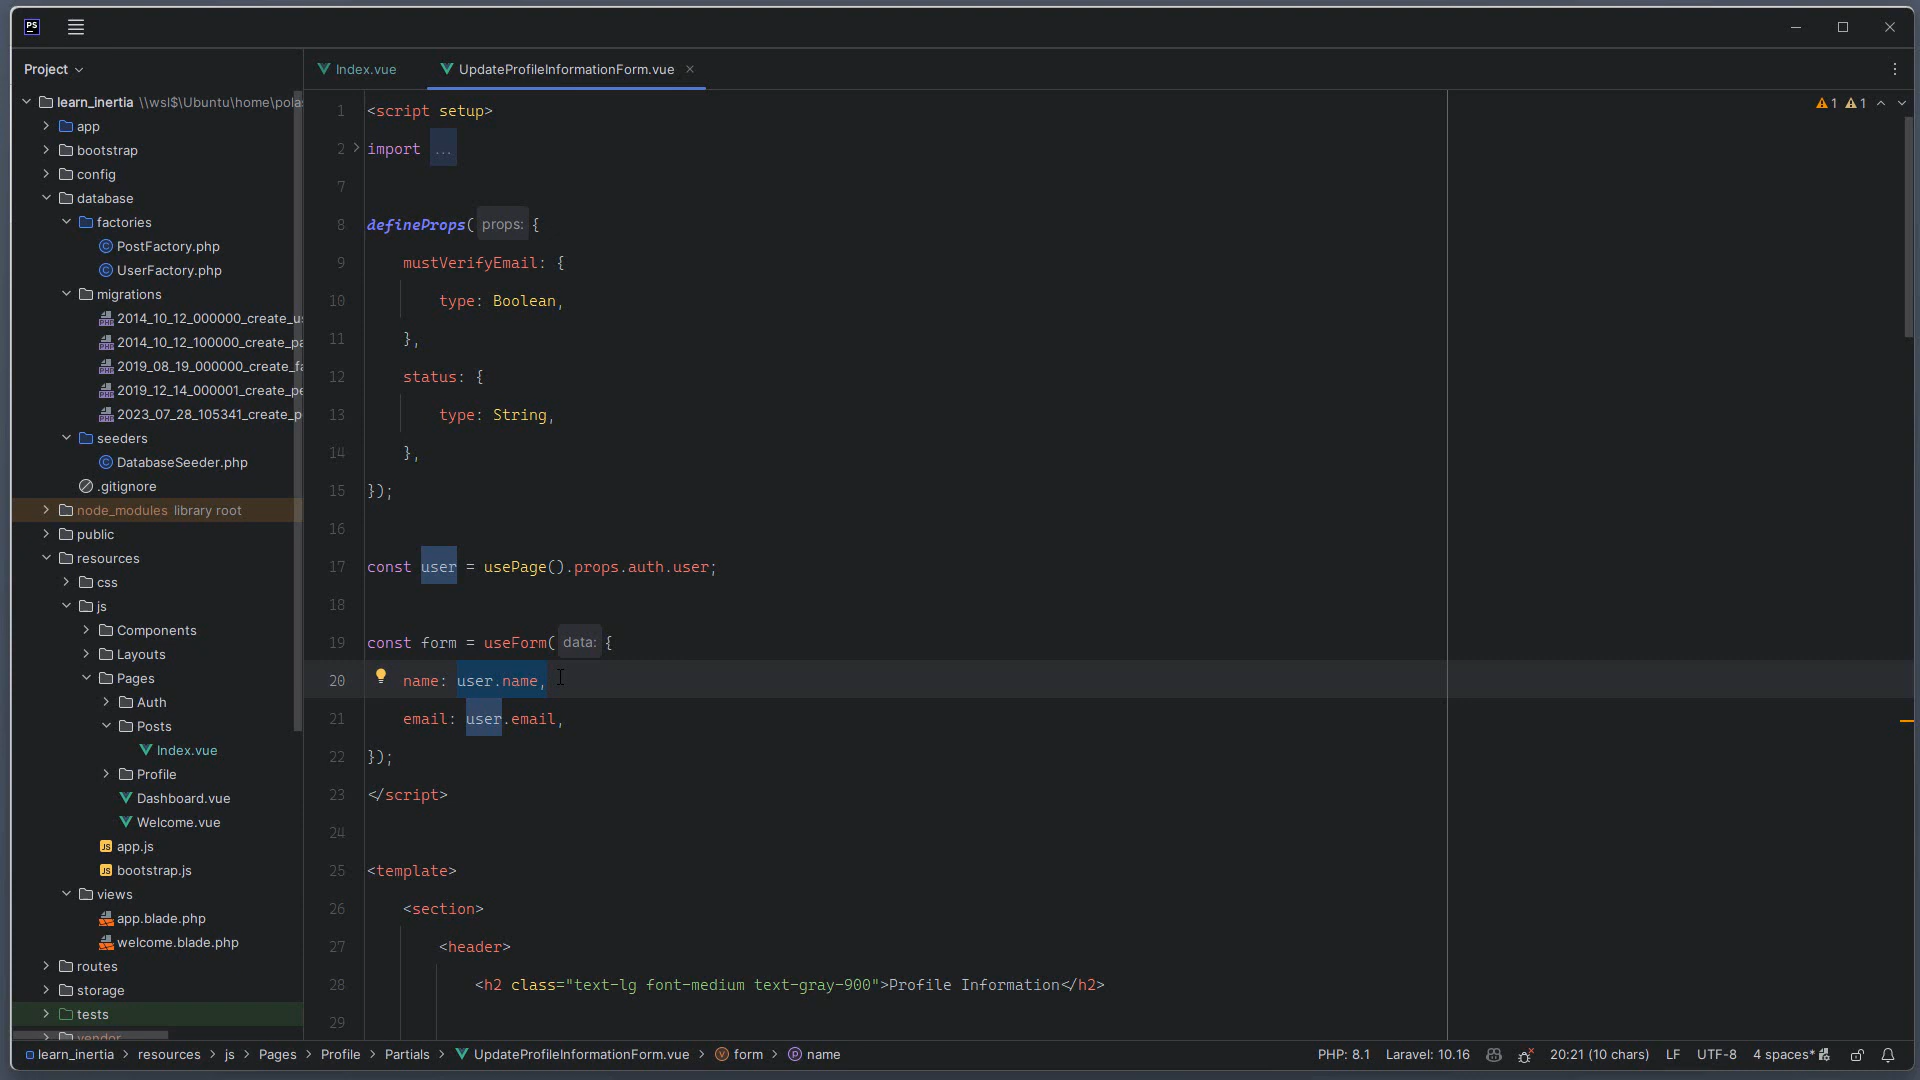 PS
Project
Index.vue
UpdateProfileInformationForm.vue
learn_inertia \\wsl$\Ubuntu\home\pola
app
bootstrap
config
database
factories
PostFactory.php
UserFactory.php
migrations
2014_10_12_000000_create_u
2014_10_12_100000_create_pa
2019_08_19_000000_create_fa
2019_12_14_000001_create_pe
2023_07_28_105341_create_p
seeders
DatabaseSeeder.php
.gitignore
node_modules library root
public
resources
css
js
Components
Layouts
Pages
Auth
Posts
Index.vue
Profile
Dashboard.vue
Welcome.vue
app.js
bootstrap.js
views
app.blade.php
welcome.blade.php
routes
storage
tests
vendor
1 <script setup>
2 import ...
7
8 defineProps( props: {
9 mustVerifyEmail: {
10 type: Boolean,
11 },
12 status: {
13 type: String,
14 },
15 });
16
17 const user = usePage().props.auth.user;
18
19 const form = useForm( data: {
20 name: user.name,
21 email: user.email,
22 });
23 </script>
24
25 <template>
26 <section>
27 <header>
28 <h2 class="text-lg font-medium text-gray-900">Profile Information</h2>
29
1 1
learn_inertia > resources > js > Pages > Profile > Partials > UpdateProfileInformationForm.vue > form > name
PHP: 8.1 Laravel: 10.16 20:21 (10 chars) LF UTF-8 4 spaces*